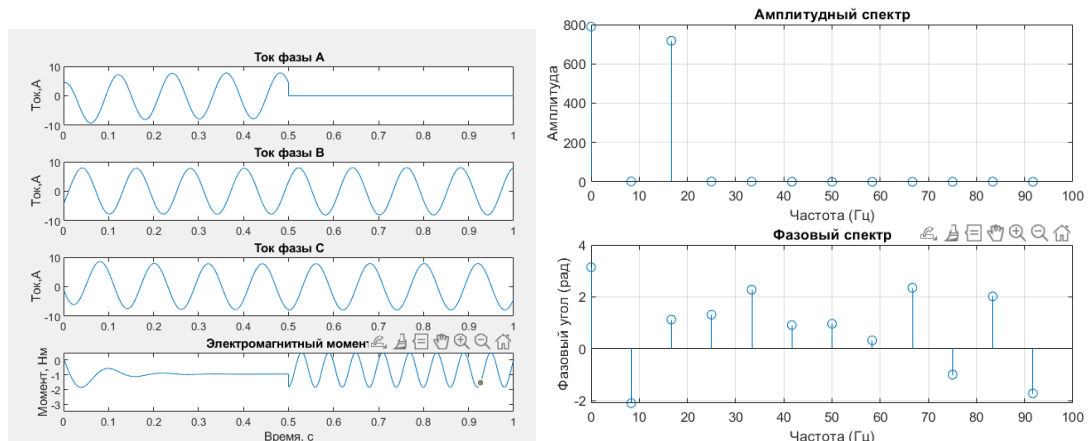 Ток фазы A
Ток,А
10
0
-10
0 0.1 0.2 0.3 0.4 0.5 0.6 0.7 0.8 0.9 1
Ток фазы B
Ток,А
10
0
-10
0 0.1 0.2 0.3 0.4 0.5 0.6 0.7 0.8 0.9 1
Ток фазы C
Ток,А
10
0
-10
0 0.1 0.2 0.3 0.4 0.5 0.6 0.7 0.8 0.9 1
Электромагнитный момент
Момент, Нм
0
-1
-2
-3
0 0.1 0.2 0.3 0.4 0.5 0.6 0.7 0.8 0.9 1
Время, с
Амплитудный спектр
Амплитуда
800
600
400
200
0
0 10 20 30 40 50 60 70 80 90 100
Частота (Гц)
Фазовый спектр
Фазовый угол (рад)
4
2
0
-2
0 10 20 30 40 50 60 70 80 90 100
Частота (Гц)